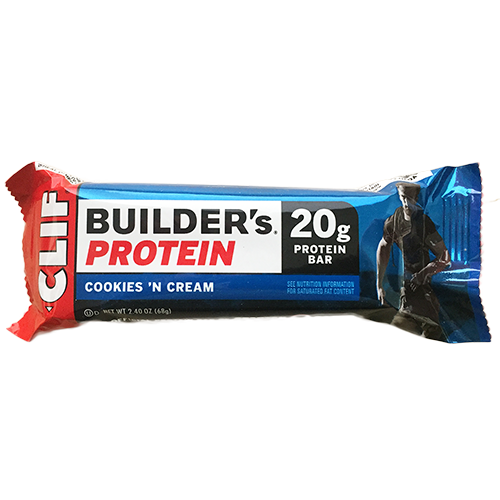 CLIF
BUILDER's®
PROTEIN
COOKIES 'N CREAM
20g
PROTEIN
BAR
SEE NUTRITION INFORMATION
FOR SATURATED FAT CONTENT
U D NET WT 2.40 OZ (68g)